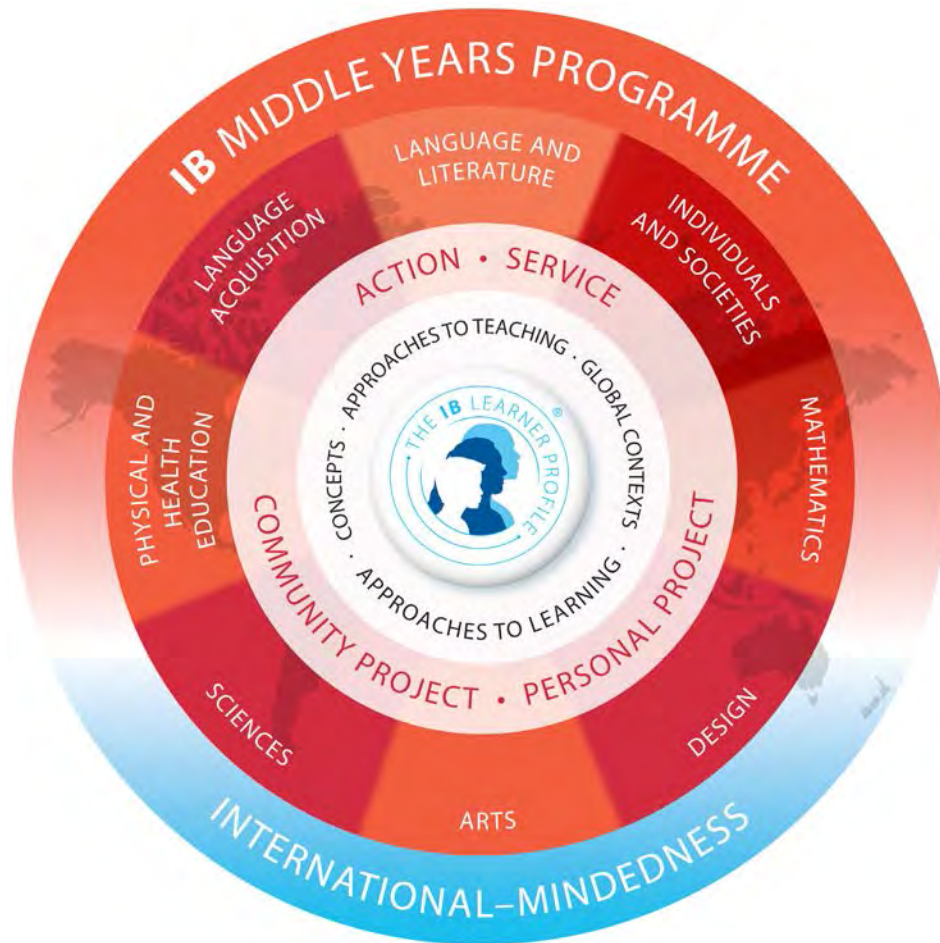 IB MIDDLE YEARS PROGRAMME
LANGUAGE AND
LITERATURE
INDIVIDUALS
AND SOCIETIES
MATHEMATICS
DESIGN
ARTS
SCIENCES
PHYSICAL AND
HEALTH
EDUCATION
LANGUAGE
ACQUISITION
ACTION • SERVICE
PERSONAL PROJECT •
COMMUNITY PROJECT
APPROACHES TO TEACHING ·
GLOBAL CONTEXTS ·
APPROACHES TO LEARNING ·
CONCEPTS ·
• THE IB LEARNER PROFILE •
®
INTERNATIONAL–MINDEDNESS